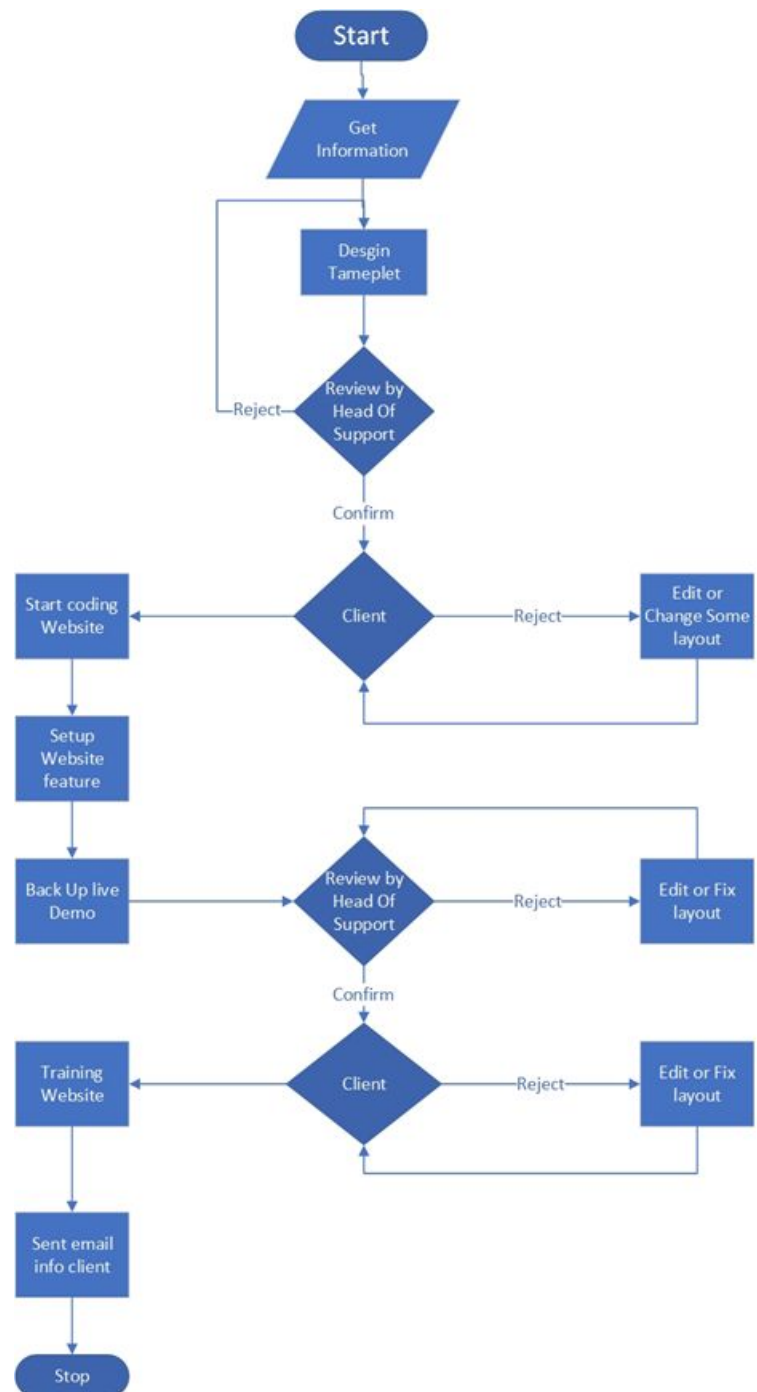 Start
Get
Information
Desgin
Tameplet
Review by
Head Of
Support
Reject
Confirm
Start coding
Website
Client
Reject
Edit or
Change Some
layout
Setup
Website
feature
Back Up live
Demo
Review by
Head Of
Support
Reject
Edit or Fix
layout
Confirm
Training
Website
Client
Reject
Edit or Fix
layout
Sent email
info client
Stop